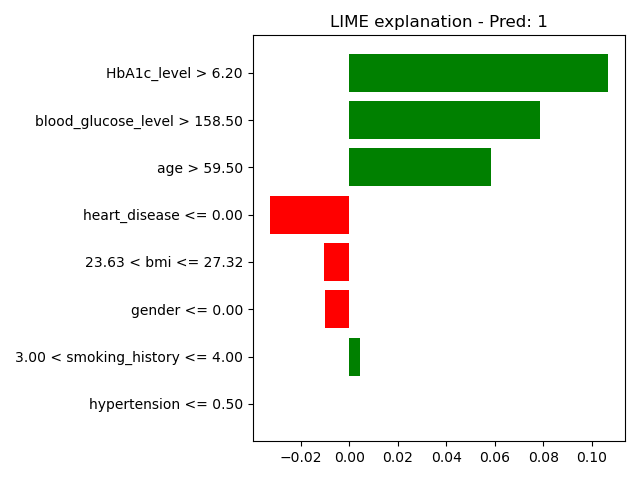 LIME explanation - Pred: 1
HbA1c_level > 6.20
blood_glucose_level > 158.50
age > 59.50
heart_disease <= 0.00
23.63 < bmi <= 27.32
gender <= 0.00
3.00 < smoking_history <= 4.00
hypertension <= 0.50
−0.02 0.00 0.02 0.04 0.06 0.08 0.10